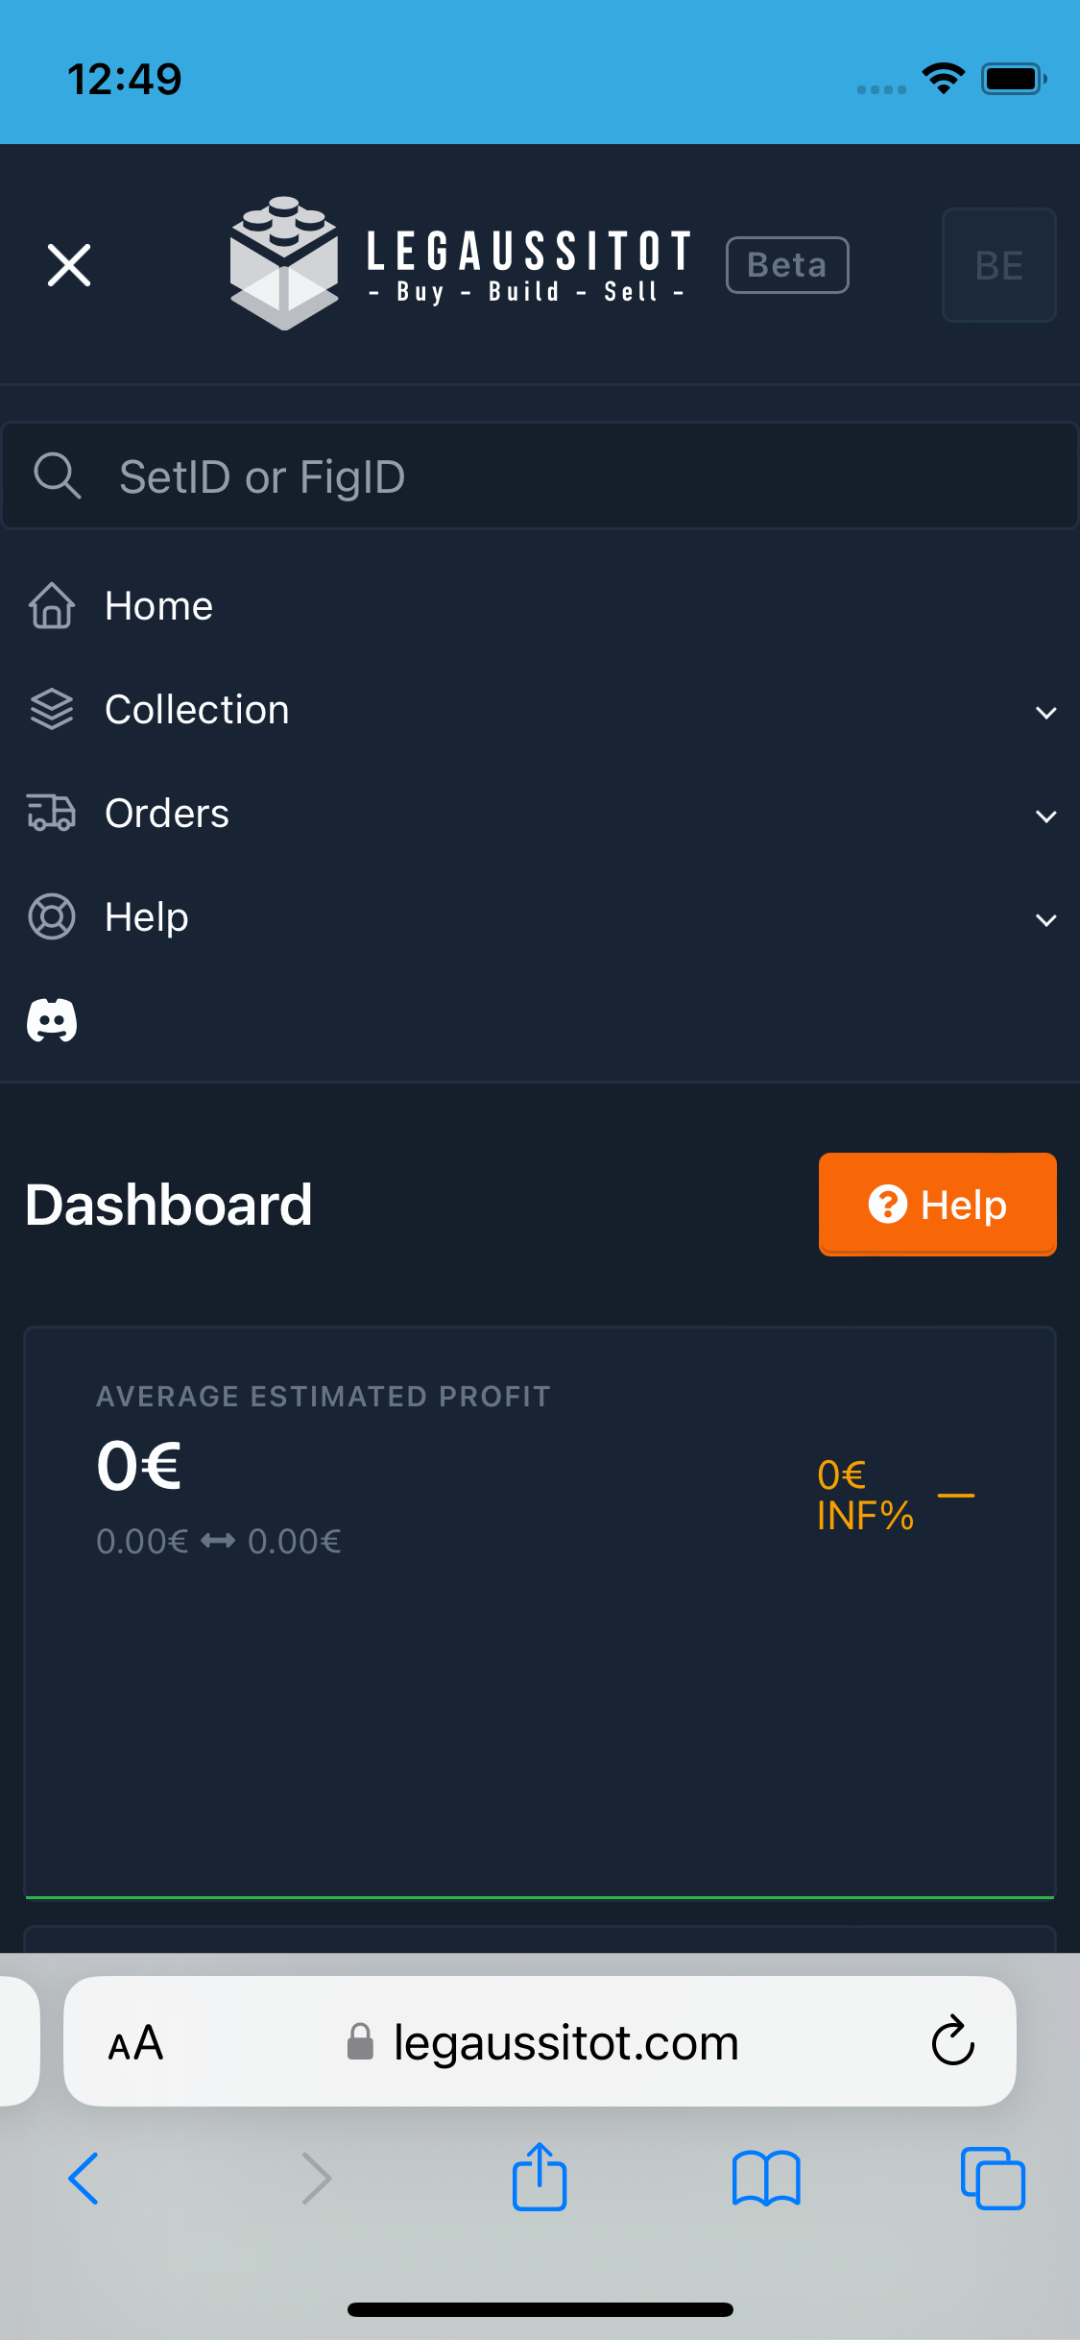 12:49
LEGAUSSITOT
- Buy - Build - Sell -
Beta
BE
SetID or FigID
Home
Collection
Orders
Help
Dashboard
Help
AVERAGE ESTIMATED PROFIT
0€
0.00€ ↔ 0.00€
0€
INF% —
AA
legaussitot.com